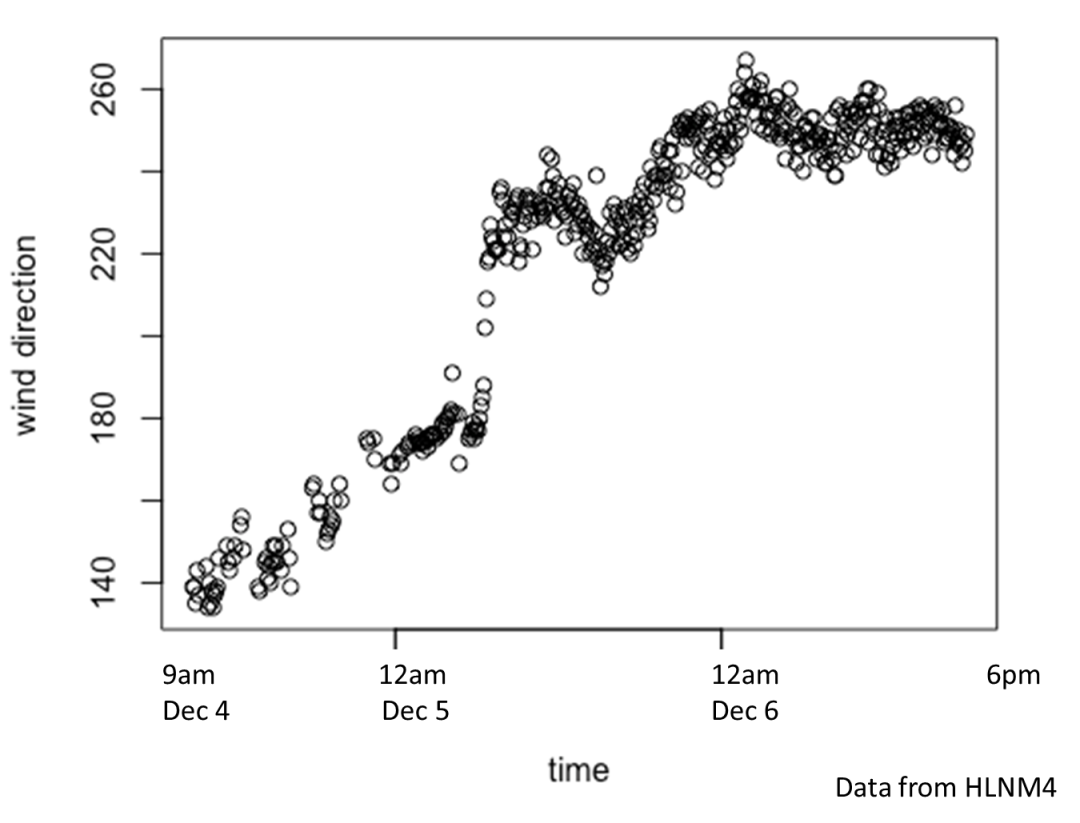 wind direction
260
220
180
140
9am 12am 12am 6pm
Dec 4 Dec 5 Dec 6
time
Data from HLNM4